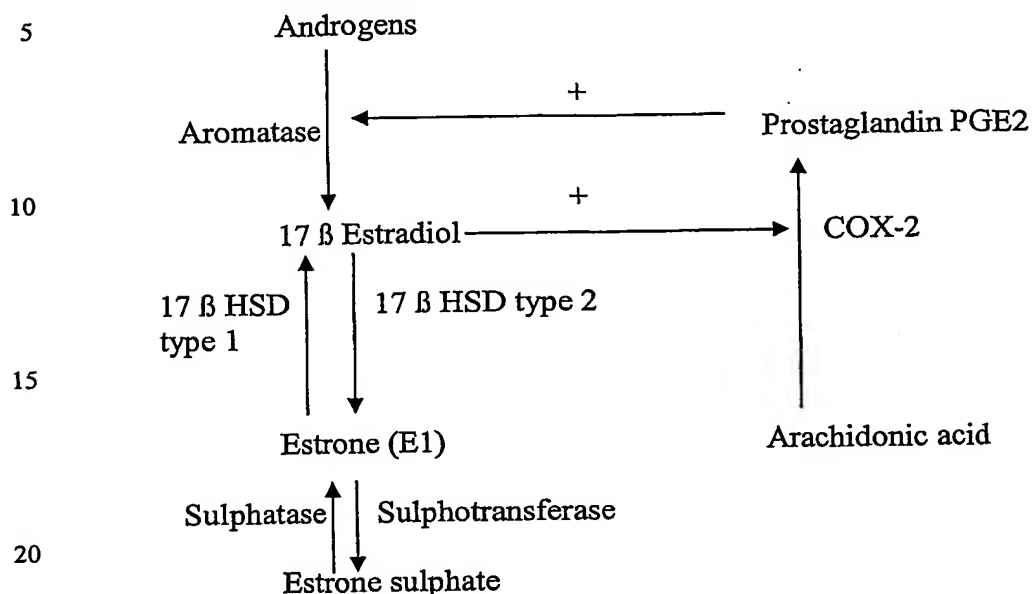 5
Androgens
+
Aromatase
Prostaglandin PGE2
10
+
17 ß Estradiol
COX-2
17 ß HSD
type 1
17 ß HSD type 2
15
Estrone (E1)
Arachidonic acid
Sulphatase
Sulphotransferase
20
Estrone sulphate